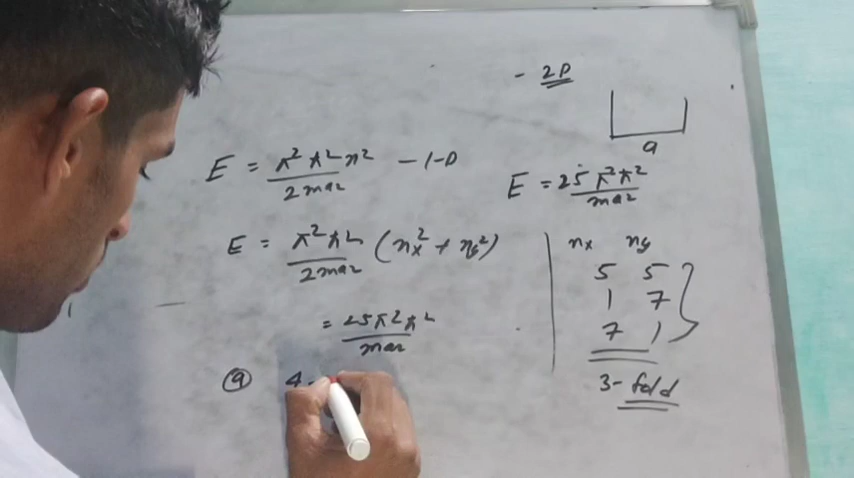 - 2D
a
E = π²ħ²n² / 2ma² - 1-D
E = 25π²ħ² / ma²
E = π²ħ² / 2ma² (nx² + ny²)
= 25π²ħ² / ma²
nx ny
5 5
1 7
7 1
3-fold
ⓐ 4